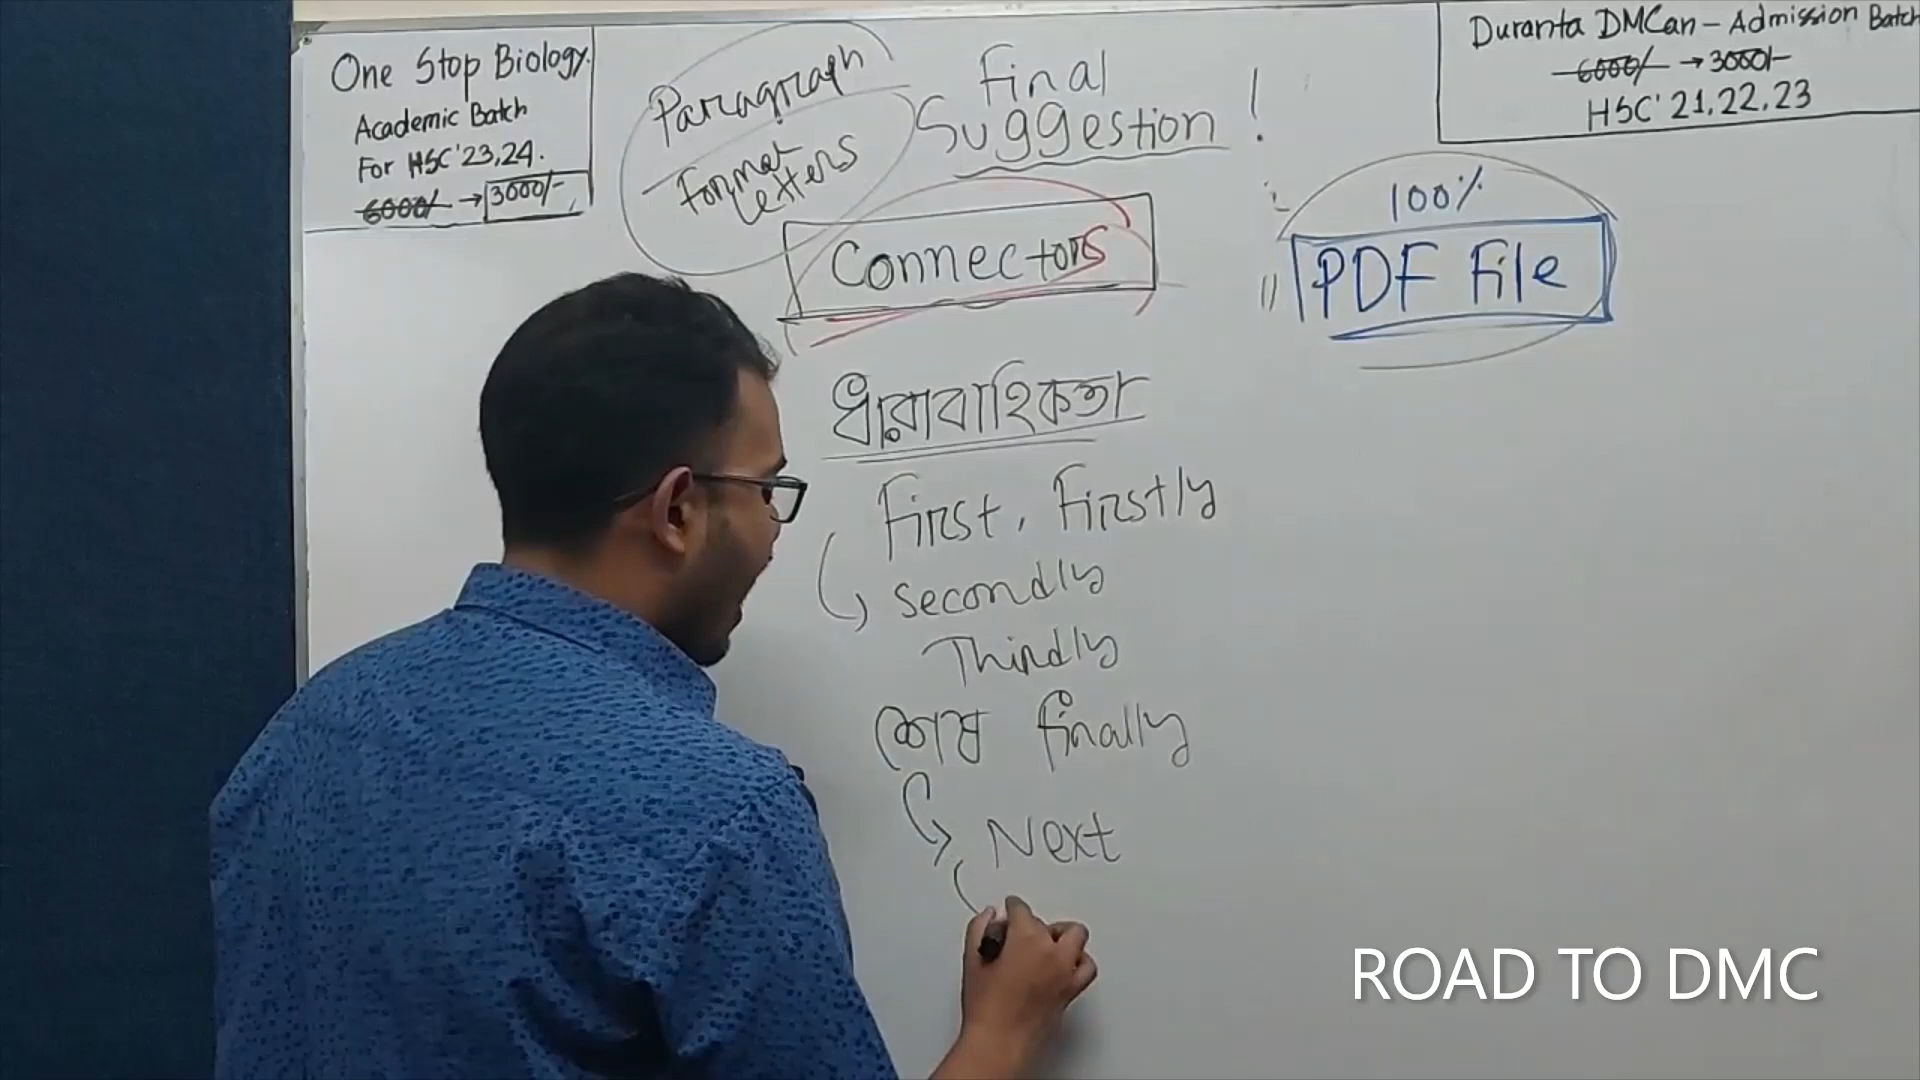 One Stop Biology.
Academic Batch
For HSC'23,24.
6000/- → 3000/-
Paragraph
Format
Letters
Final
Suggestion !
Duranta DMCan - Admission Batch
6000/- → 3000/-
HSC'21,22,23
Connectors
100%
PDF File
ধারাবাহিকতা
First, Firstly
Secondly
Thirdly
শেষে finally
Next
ROAD TO DMC